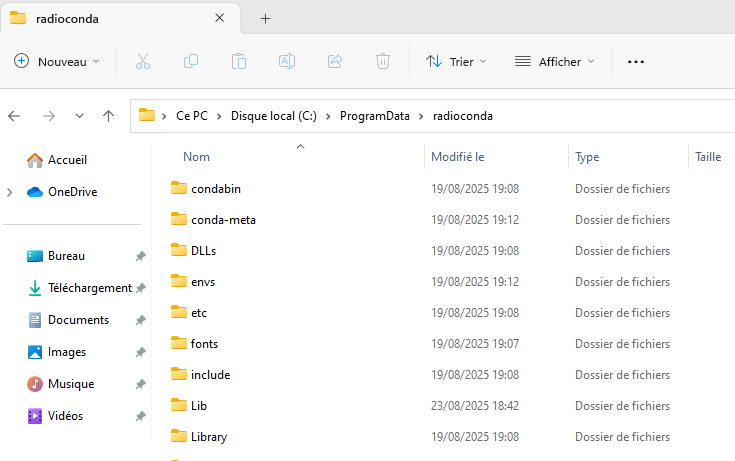 radioconda
Nouveau
Trier
Afficher
Ce PC
Disque local (C:)
ProgramData
radioconda
Accueil
OneDrive
Bureau
Téléchargement
Documents
Images
Musique
Vidéos
Nom Modifié le Type Taille
condabin 19/08/2025 19:08 Dossier de fichiers
conda-meta 19/08/2025 19:12 Dossier de fichiers
DLLs 19/08/2025 19:08 Dossier de fichiers
envs 19/08/2025 19:12 Dossier de fichiers
etc 19/08/2025 19:08 Dossier de fichiers
fonts 19/08/2025 19:07 Dossier de fichiers
include 19/08/2025 19:08 Dossier de fichiers
Lib 23/08/2025 18:42 Dossier de fichiers
Library 19/08/2025 19:08 Dossier de fichiers